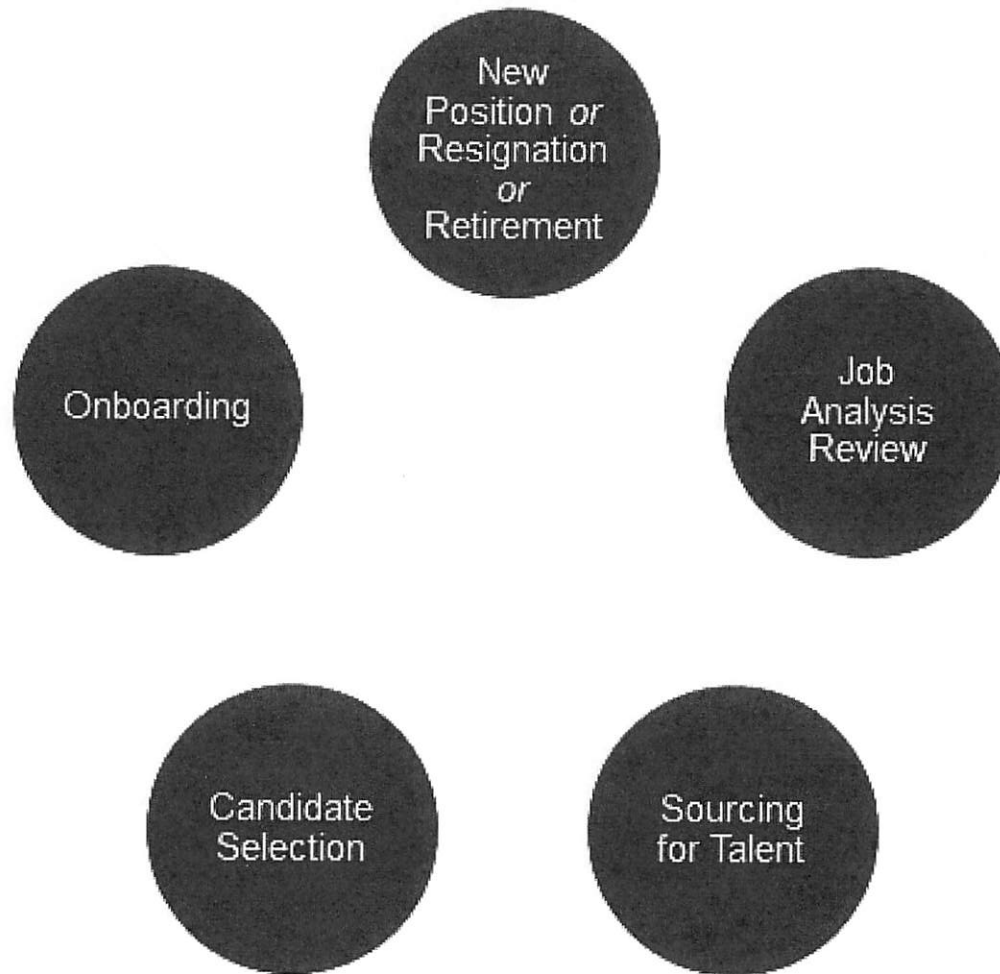 New
Position or
Resignation
or
Retirement
Job
Analysis
Review
Sourcing
for Talent
Candidate
Selection
Onboarding